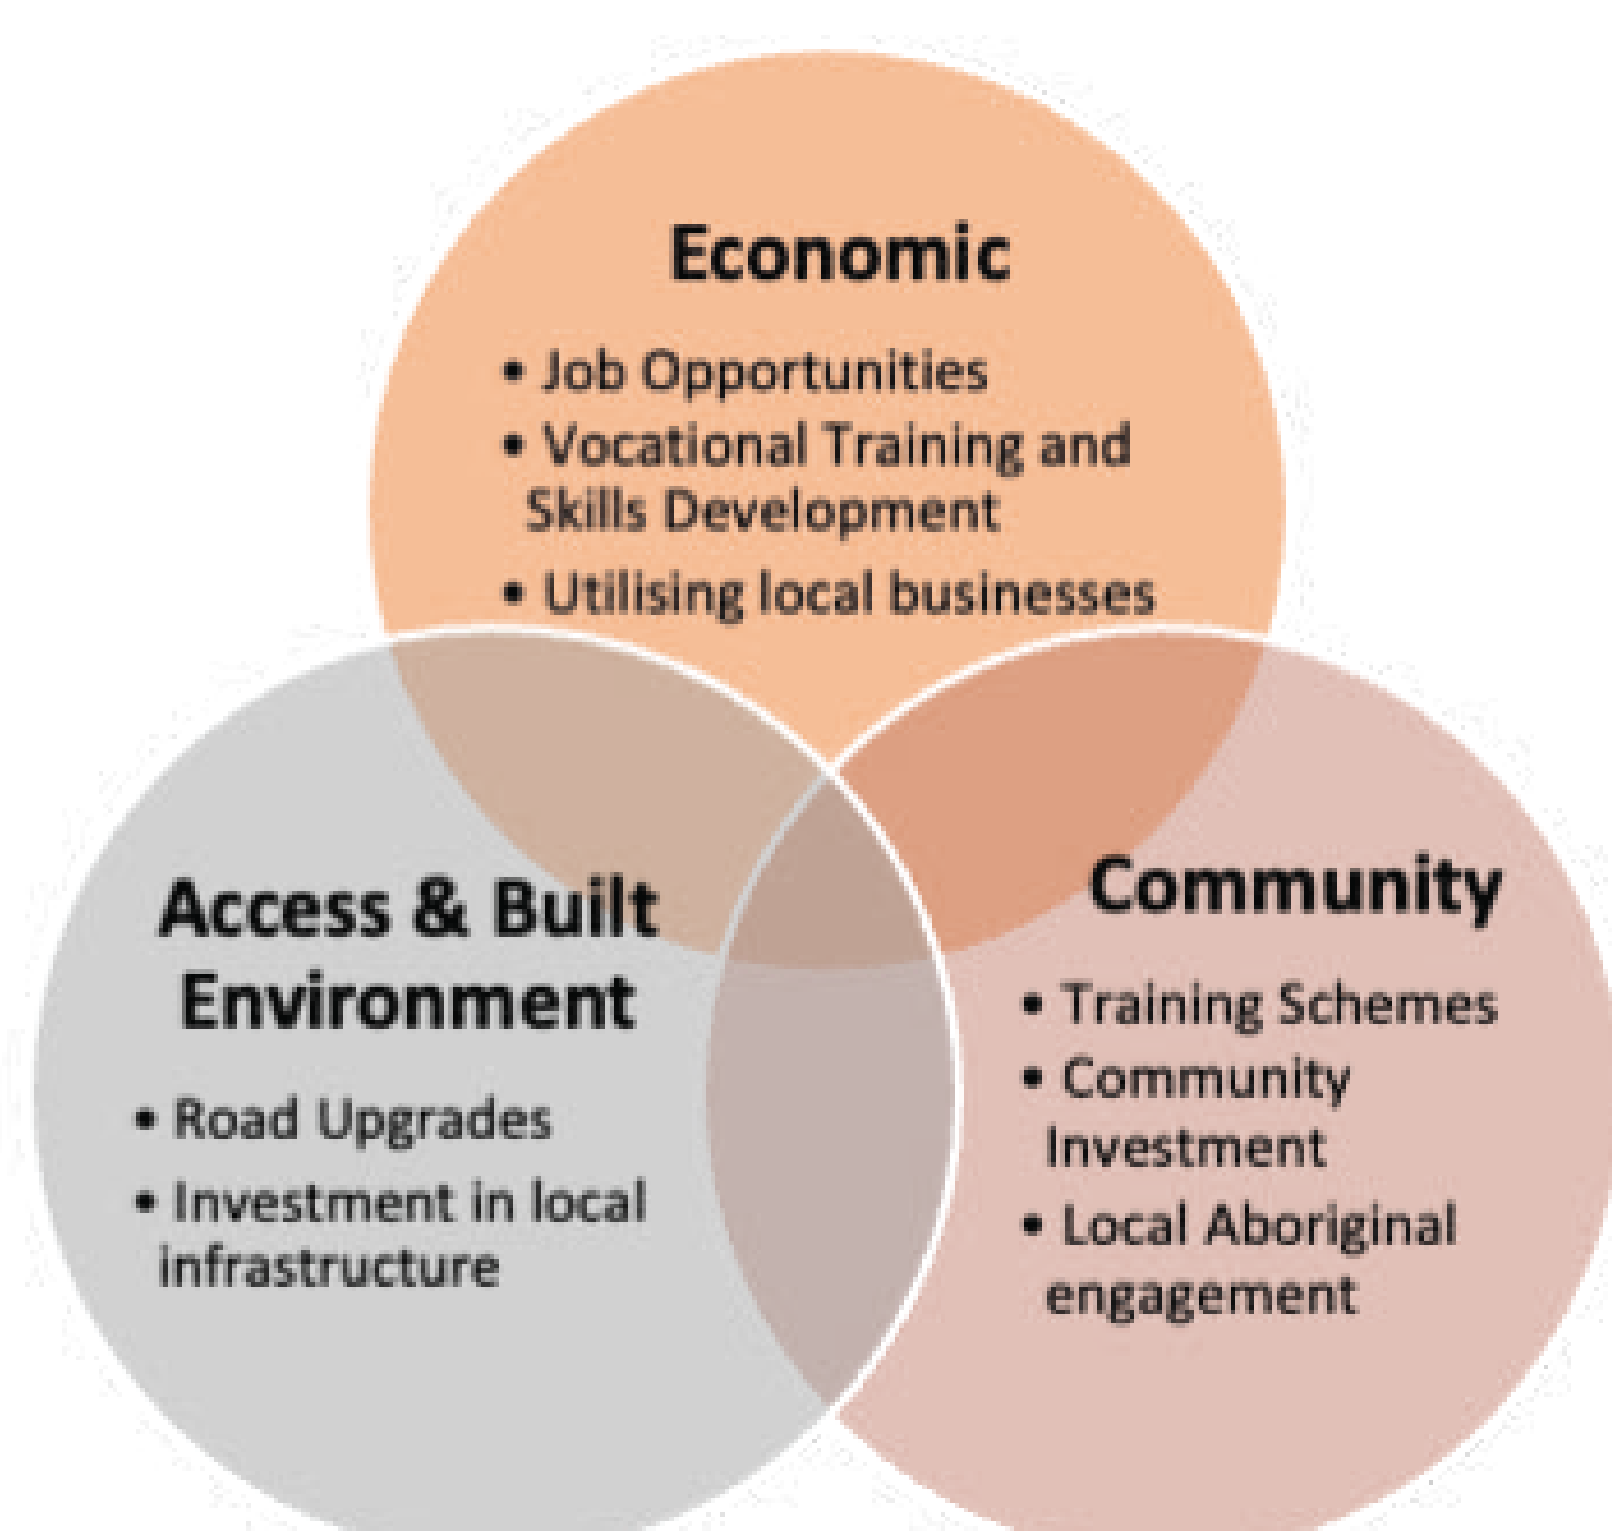 Economic
• Job Opportunities
• Vocational Training and
Skills Development
• Utilising local businesses
Access & Built
Environment
• Road Upgrades
• Investment in local
infrastructure
Community
• Training Schemes
• Community
Investment
• Local Aboriginal
engagement